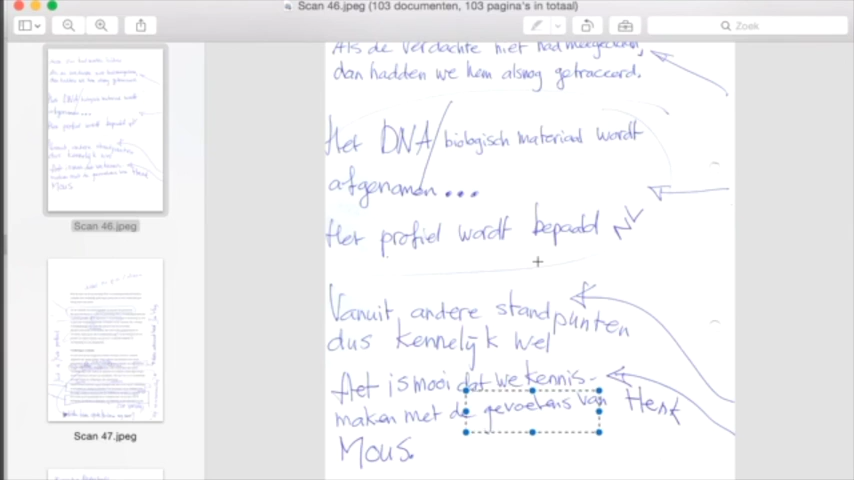 Scan 46.jpeg (103 documenten, 103 pagina's in totaal)
Zoek
Als de verdachte niet had meegedaan,
dan hadden we hem alsnog getraceerd.
Het DNA/biologisch materiaal wordt
afgenomen...
Het profiel wordt bepaald
Vanuit andere standpunten
dus kennelijk wel
Het is mooi dat we kennis-
maken met de gevoelens van Henk
Mous.
Scan 46.jpeg
Scan 47.jpeg